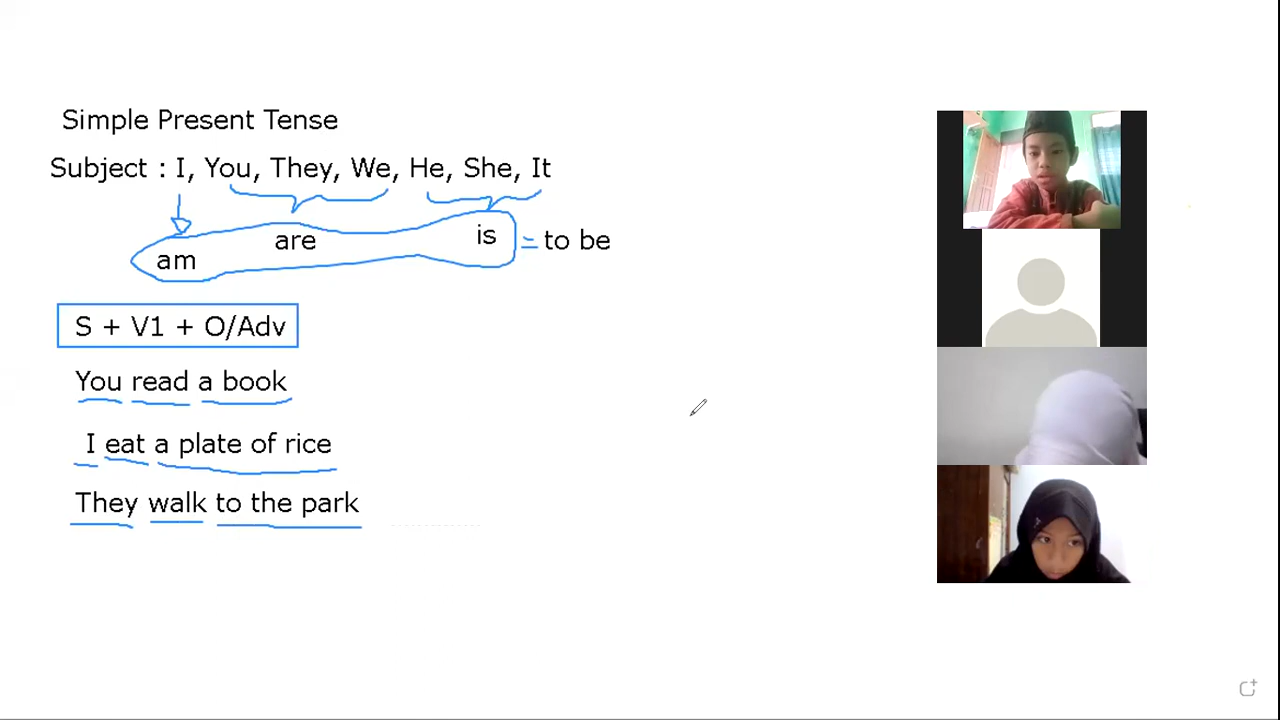 Simple Present Tense
Subject : I, You, They, We, He, She, It
am are is = to be
S + V1 + O/Adv
You read a book
I eat a plate of rice
They walk to the park